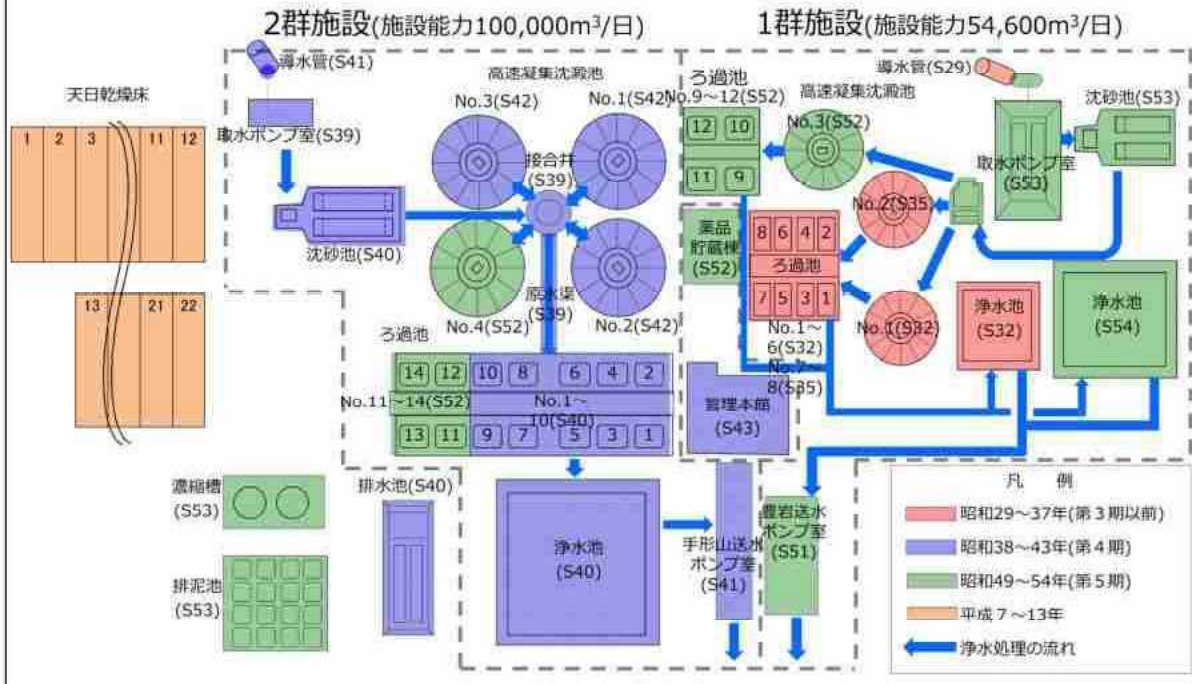 2群施設(施設能力100,000m³/日)
1群施設(施設能力54,600m³/日)
天日乾燥床
1
2
3
11
12
13
21
22
導水管(S41)
取水ポンプ室(S39)
沈砂池(S40)
高速凝集沈澱池
No.3(S42)
No.1(S42)
接合井
(S39)
No.4(S52)
No.2(S42)
原水渠
(S39)
ろ過池
14
12
10
8
6
4
2
No.11~14(S52)
No.1~
10(S40)
13
11
9
7
5
3
1
濃縮槽
(S53)
排泥池
(S53)
排水池(S40)
浄水池
(S40)
手形山送水
ポンプ室
(S41)
ろ過池
No.9~12(S52)
12
10
11
9
高速凝集沈澱池
No.3(S52)
導水管(S29)
沈砂池(S53)
取水ポンプ室
(S53)
No.2(S35)
薬品
貯蔵棟
(S52)
8
6
4
2
ろ過池
7
5
3
1
No.1~
6(S32)
No.7~
8(S35)
No.1(S32)
浄水池
(S32)
浄水池
(S54)
管理本館
(S43)
豊岩送水
ポンプ室
(S51)
凡 例
昭和29~37年(第3期以前)
昭和38~43年(第4期)
昭和49~54年(第5期)
平成7~13年
浄水処理の流れ